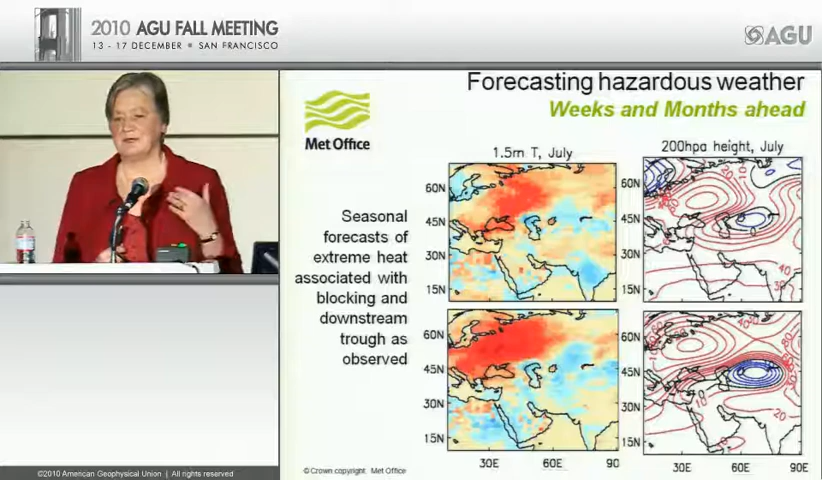 2010 AGU FALL MEETING
13 - 17 DECEMBER • SAN FRANCISCO
AGU
Forecasting hazardous weather
Weeks and Months ahead
Met Office
1.5m T, July
200hpa height, July
Seasonal
forecasts of
extreme heat
associated with
blocking and
downstream
trough as
observed
60N
45N
30N
15N
60N
45N
30N
15N
60N
45N
30N
15N
60N
45N
30N
15N
30E
60E
90
30E
60E
90E
©Crown copyright Met Office
©2010 American Geophysical Union | All rights reserved